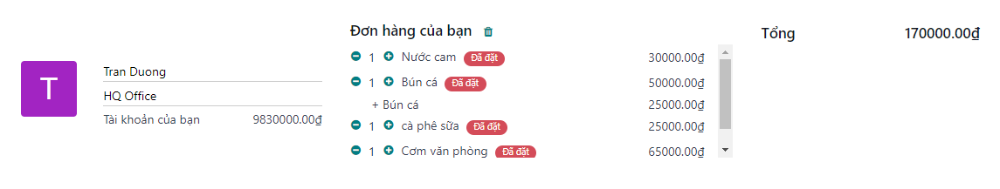 T
Tran Duong
HQ Office
Tài khoản của bạn 9830000.00₫
Đơn hàng của bạn
1 Nước cam Đã đặt 30000.00₫
1 Bún cá Đã đặt 50000.00₫
+ Bún cá 25000.00₫
1 cà phê sữa Đã đặt 25000.00₫
1 Cơm văn phòng Đã đặt 65000.00₫
Tổng 170000.00₫